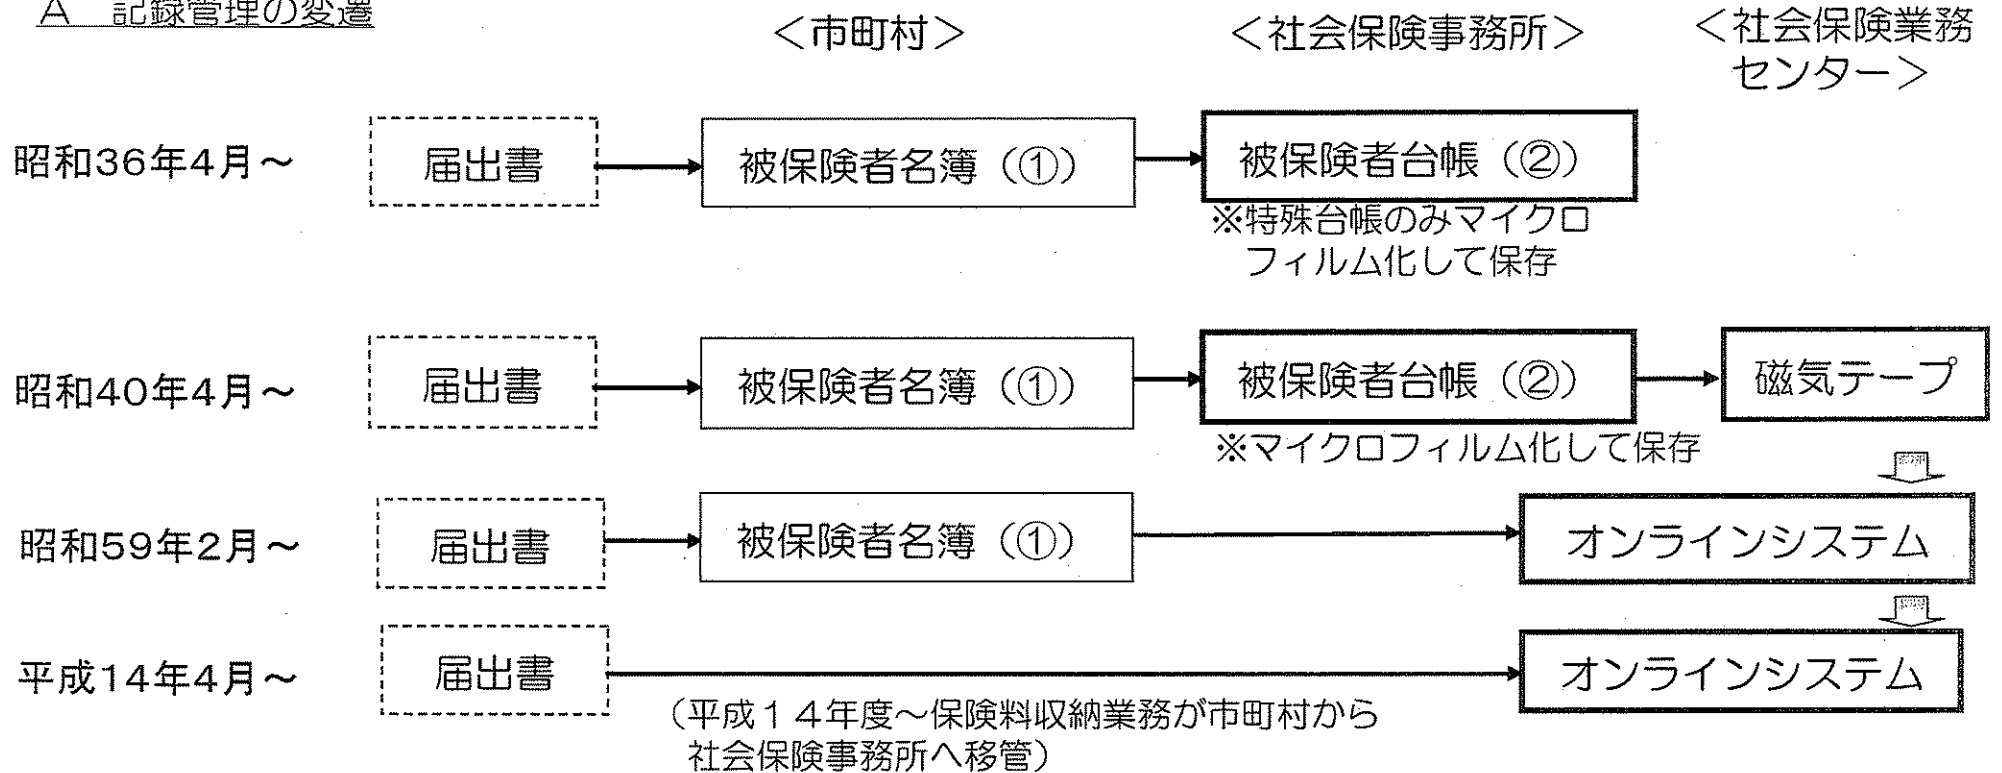 A 記録管理の変遷
＜市町村＞
＜社会保険事務所＞
＜社会保険業務
センター＞
昭和36年4月～
届出書
被保険者名簿（①）
被保険者台帳（②）
※特殊台帳のみマイクロ
フィルム化して保存
昭和40年4月～
届出書
被保険者名簿（①）
被保険者台帳（②）
磁気テープ
※マイクロフィルム化して保存
昭和59年2月～
届出書
被保険者名簿（①）
オンラインシステム
平成14年4月～
届出書
オンラインシステム
（平成１４年度～保険料収納業務が市町村から
社会保険事務所へ移管）